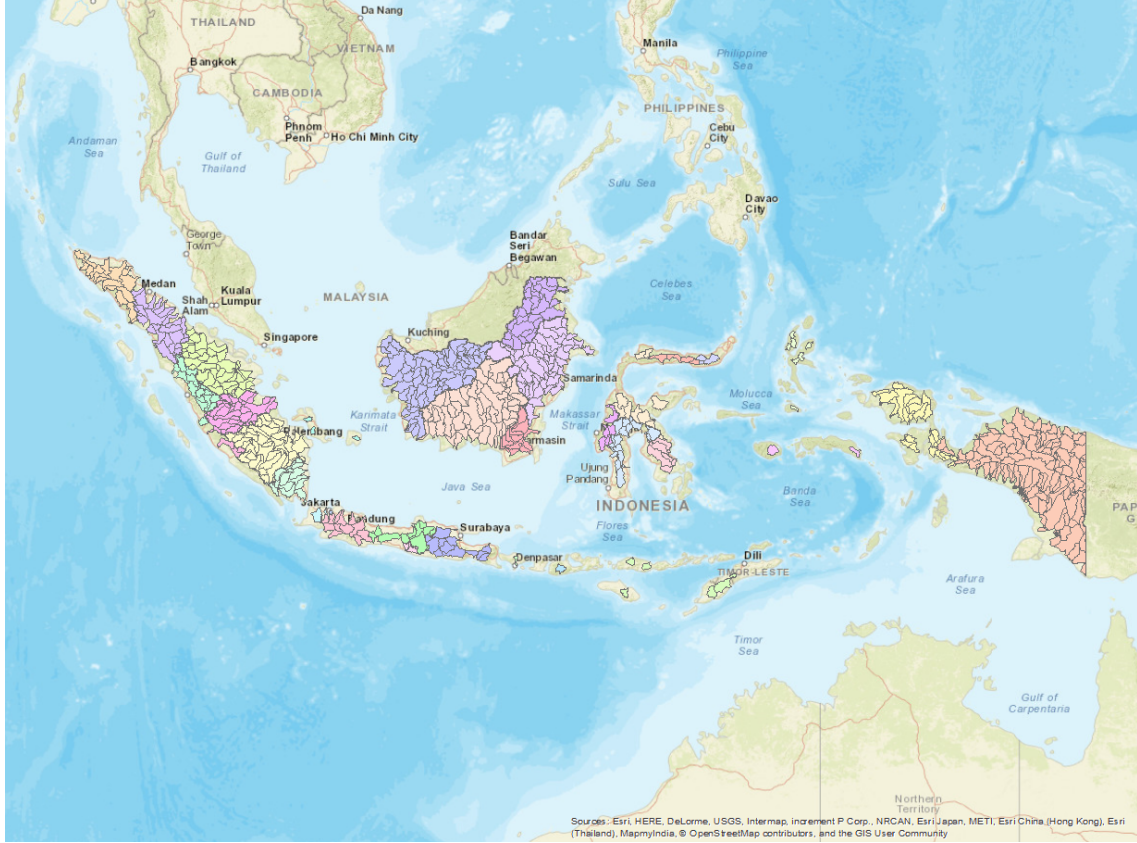 Da Nang
THAILAND
VIETNAM
Manila
Philippine
Sea
Bangkok
CAMBODIA
PHILIPPINES
Phnom
Penh
Ho Chi Minh City
Cebu
City
Andaman
Sea
Gulf of
Thailand
Sulu Sea
Davao
City
George
Town
Bandar
Seri
Begawan
Medan
Kuala
Lumpur
Shah
Alam
MALAYSIA
Celebes
Sea
Singapore
Kuching
Samarinda
Molucca
Sea
Karimata
Strait
Makassar
Strait
armasin
Ujung
Pandang
Java Sea
Banda
Sea
INDONESIA
Jakarta
Bandung
Surabaya
Flores
Sea
PAP
G
Denpasar
Dili
TIMOR-LESTE
Arafura
Sea
Timor
Sea
Gulf of
Carpentaria
Northern
Territory
Sources: Esri, HERE, DeLorme, USGS, Intermap, increment P Corp., NRCAN, Esri Japan, METI, Esri China (Hong Kong), Esri
(Thailand), MapmyIndia, © OpenStreetMap contributors, and the GIS User Community